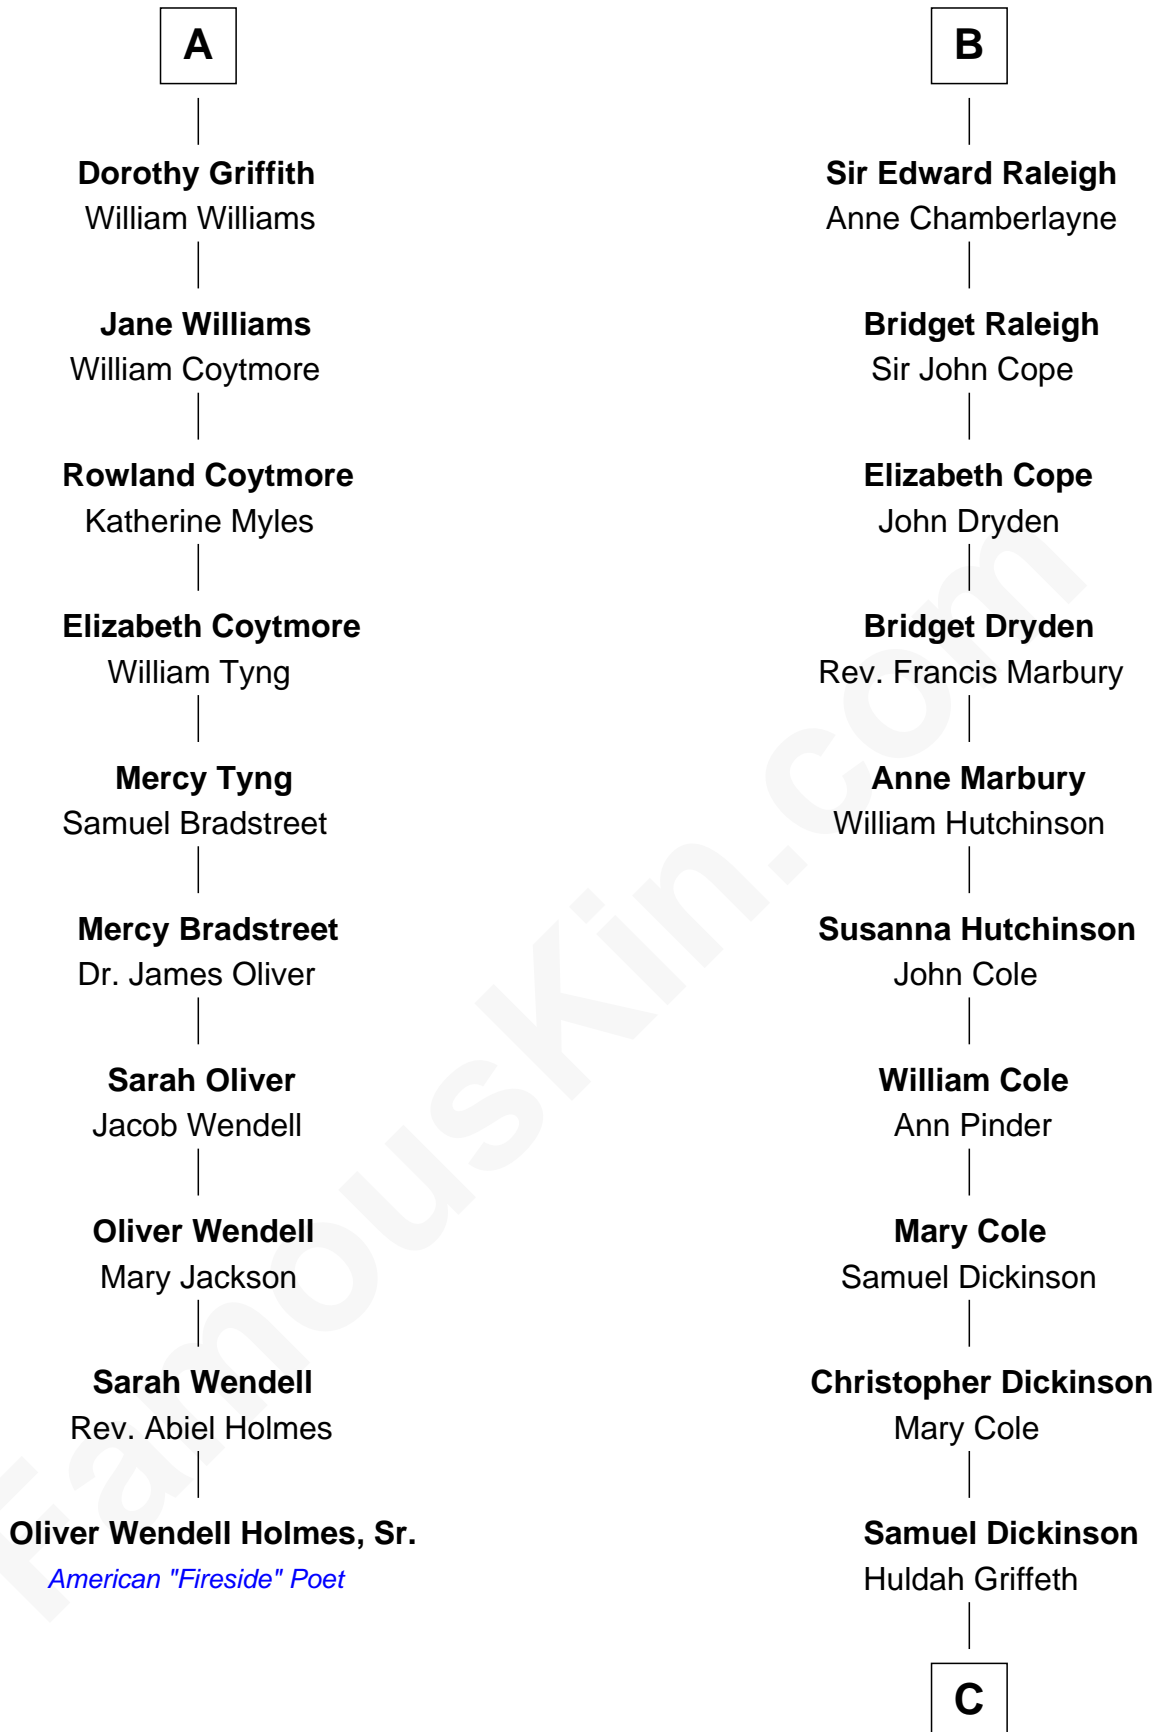 A
Dorothy Griffith
William Williams
Jane Williams
William Coytmore
Rowland Coytmore
Katherine Myles
Elizabeth Coytmore
William Tyng
Mercy Tyng
Samuel Bradstreet
Mercy Bradstreet
Dr. James Oliver
Sarah Oliver
Jacob Wendell
Oliver Wendell
Mary Jackson
Sarah Wendell
Rev. Abiel Holmes
Oliver Wendell Holmes, Sr.
American "Fireside" Poet
B
Sir Edward Raleigh
Anne Chamberlayne
Bridget Raleigh
Sir John Cope
Elizabeth Cope
John Dryden
Bridget Dryden
Rev. Francis Marbury
Anne Marbury
William Hutchinson
Susanna Hutchinson
John Cole
William Cole
Ann Pinder
Mary Cole
Samuel Dickinson
Christopher Dickinson
Mary Cole
Samuel Dickinson
Huldah Griffeth
C
FamousKin.com